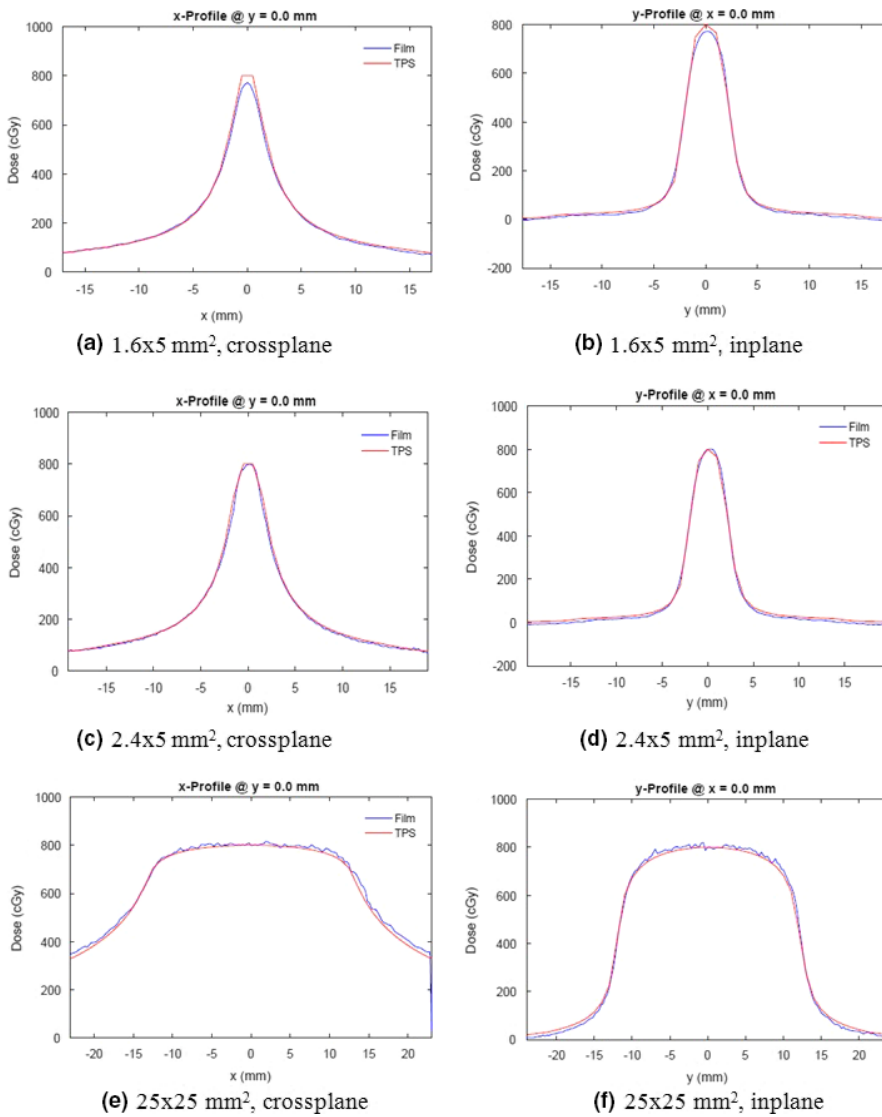 x-Profile @ y = 0.0 mm
1000
800
600
400
200
0
Dose (cGy)
Film
TPS
-15 -10 -5 0 5 10 15
x (mm)
(a) 1.6x5 mm², crossplane
y-Profile @ x = 0.0 mm
800
600
400
200
0
-200
Dose (cGy)
Film
TPS
-15 -10 -5 0 5 10 15
y (mm)
(b) 1.6x5 mm², inplane
x-Profile @ y = 0.0 mm
1000
800
600
400
200
0
Dose (cGy)
Film
TPS
-15 -10 -5 0 5 10 15
x (mm)
(c) 2.4x5 mm², crossplane
y-Profile @ x = 0.0 mm
1000
800
600
400
200
0
-200
Dose (cGy)
Film
TPS
-15 -10 -5 0 5 10 15
y (mm)
(d) 2.4x5 mm², inplane
x-Profile @ y = 0.0 mm
1000
800
600
400
200
0
Dose (cGy)
Film
TPS
-20 -15 -10 -5 0 5 10 15 20
x (mm)
(e) 25x25 mm², crossplane
y-Profile @ x = 0.0 mm
1000
800
600
400
200
0
Dose (cGy)
Film
TPS
-20 -15 -10 -5 0 5 10 15 20
y (mm)
(f) 25x25 mm², inplane